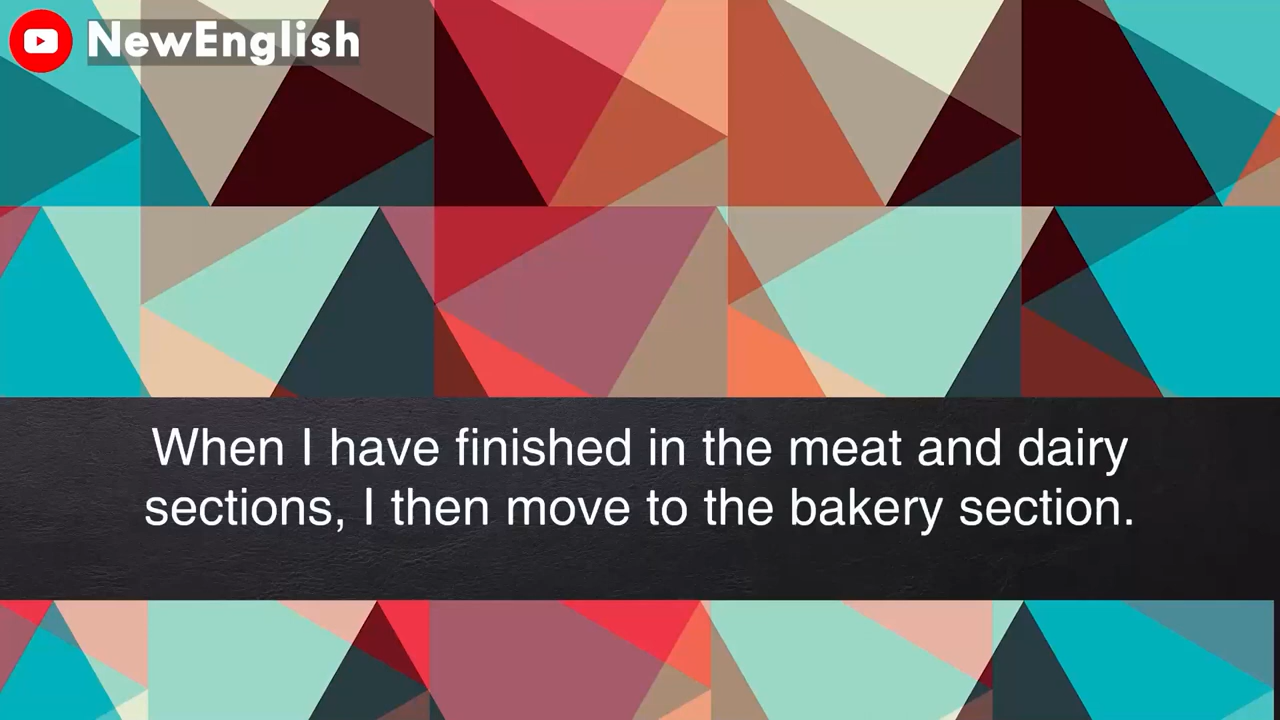 NewEnglish
When I have finished in the meat and dairy
sections, I then move to the bakery section.